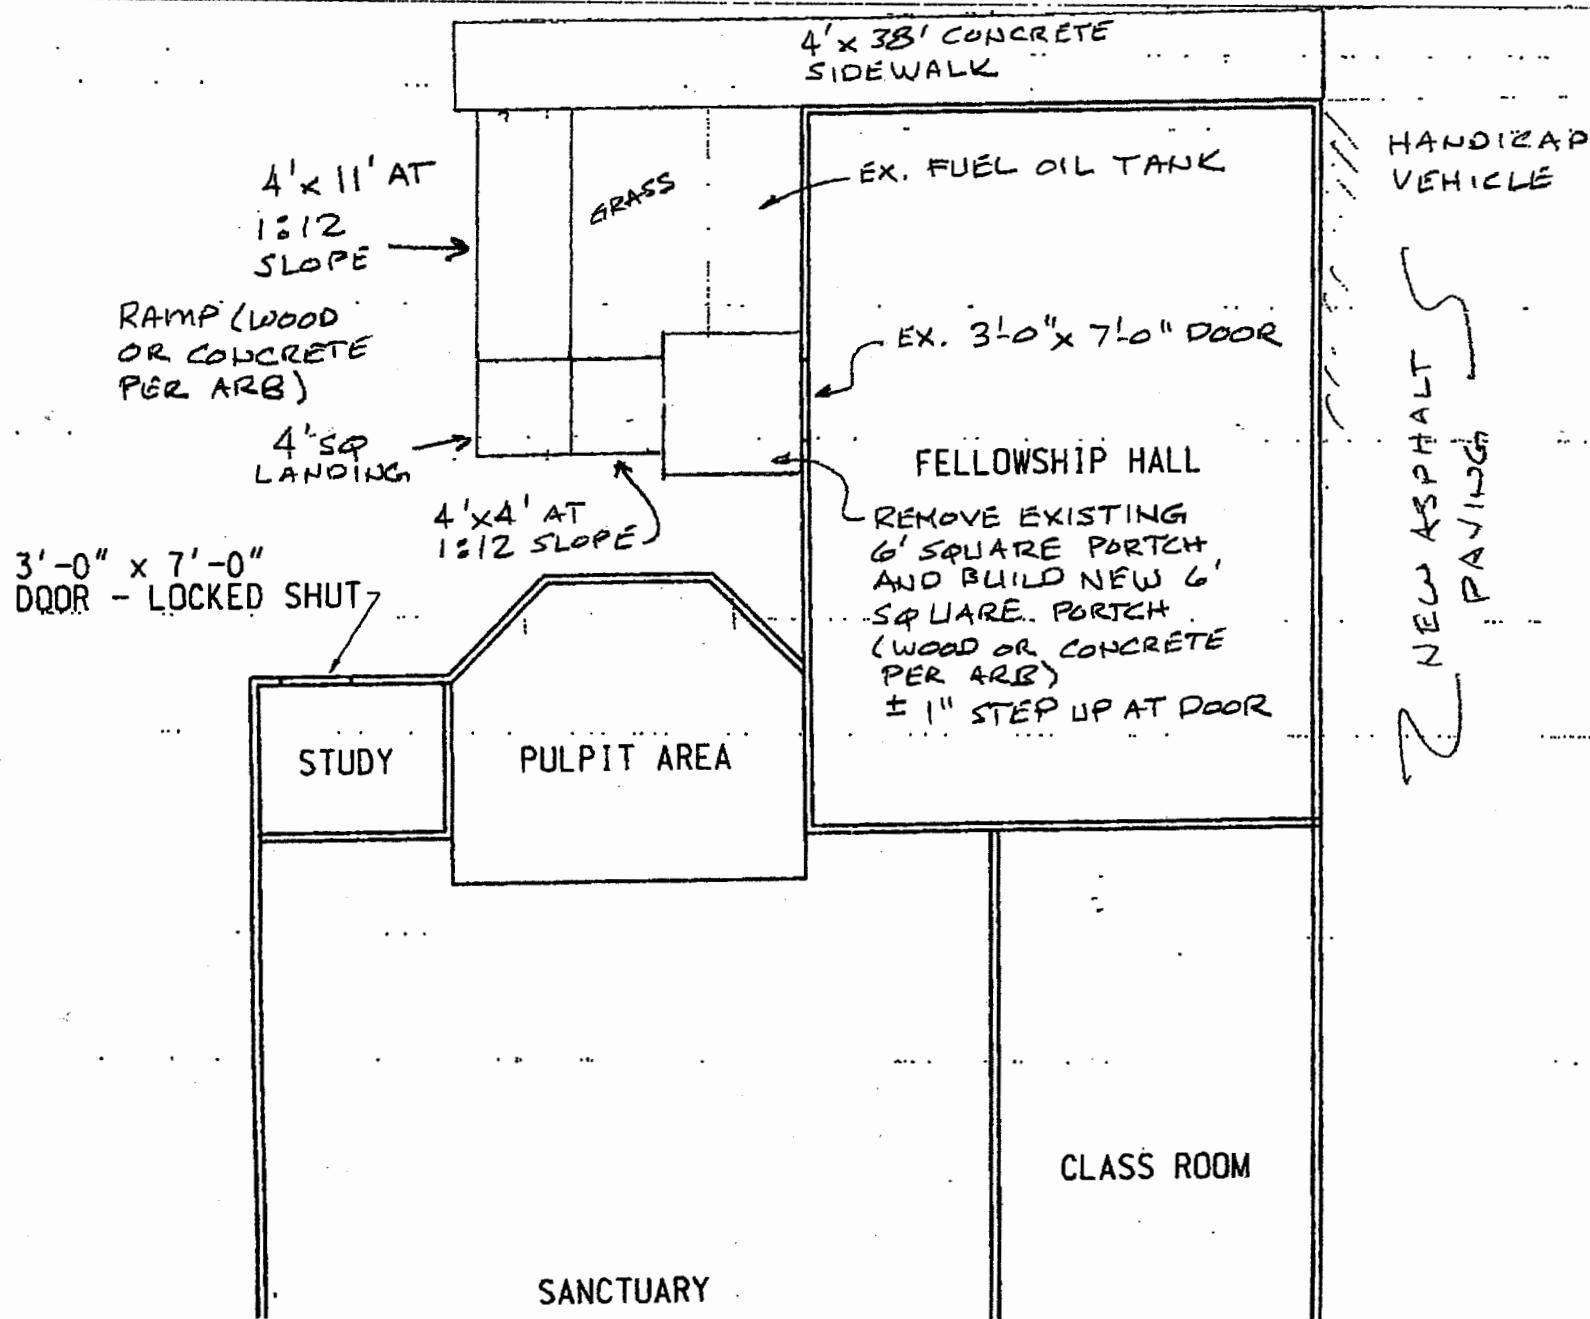 4' x 38' CONCRETE
SIDEWALK
4' x 11' AT
1:12
SLOPE
GRASS
EX. FUEL OIL TANK
HANDICAP
VEHICLE
RAMP (WOOD
OR CONCRETE
PER ARB)
EX. 3'-0" x 7'-0" DOOR
4' SQ
LANDING
FELLOWSHIP HALL
4'x4' AT
1:12 SLOPE
REMOVE EXISTING
6' SQUARE PORTCH
AND BUILD NEW 6'
SQUARE PORTCH
(WOOD OR CONCRETE
PER ARB)
± 1" STEP UP AT DOOR
NEW ASPHALT
PAVING
3'-0" x 7'-0"
DOOR - LOCKED SHUT
STUDY
PULPIT AREA
CLASS ROOM
SANCTUARY